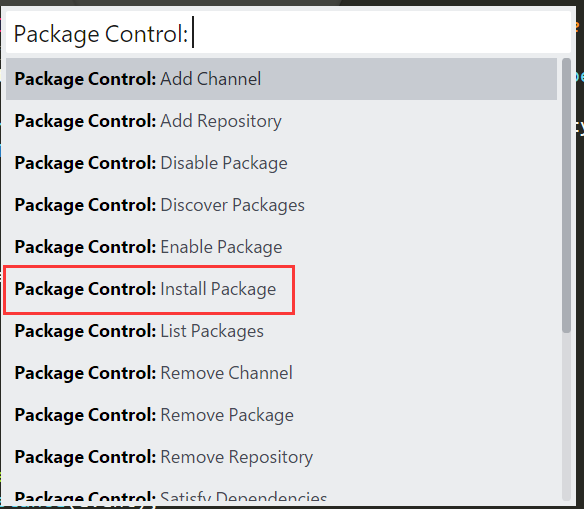 Package Control:
Package Control: Add Channel
Package Control: Add Repository
Package Control: Disable Package
Package Control: Discover Packages
Package Control: Enable Package
Package Control: Install Package
Package Control: List Packages
Package Control: Remove Channel
Package Control: Remove Package
Package Control: Remove Repository
Package Control: Satisfy Dependencies